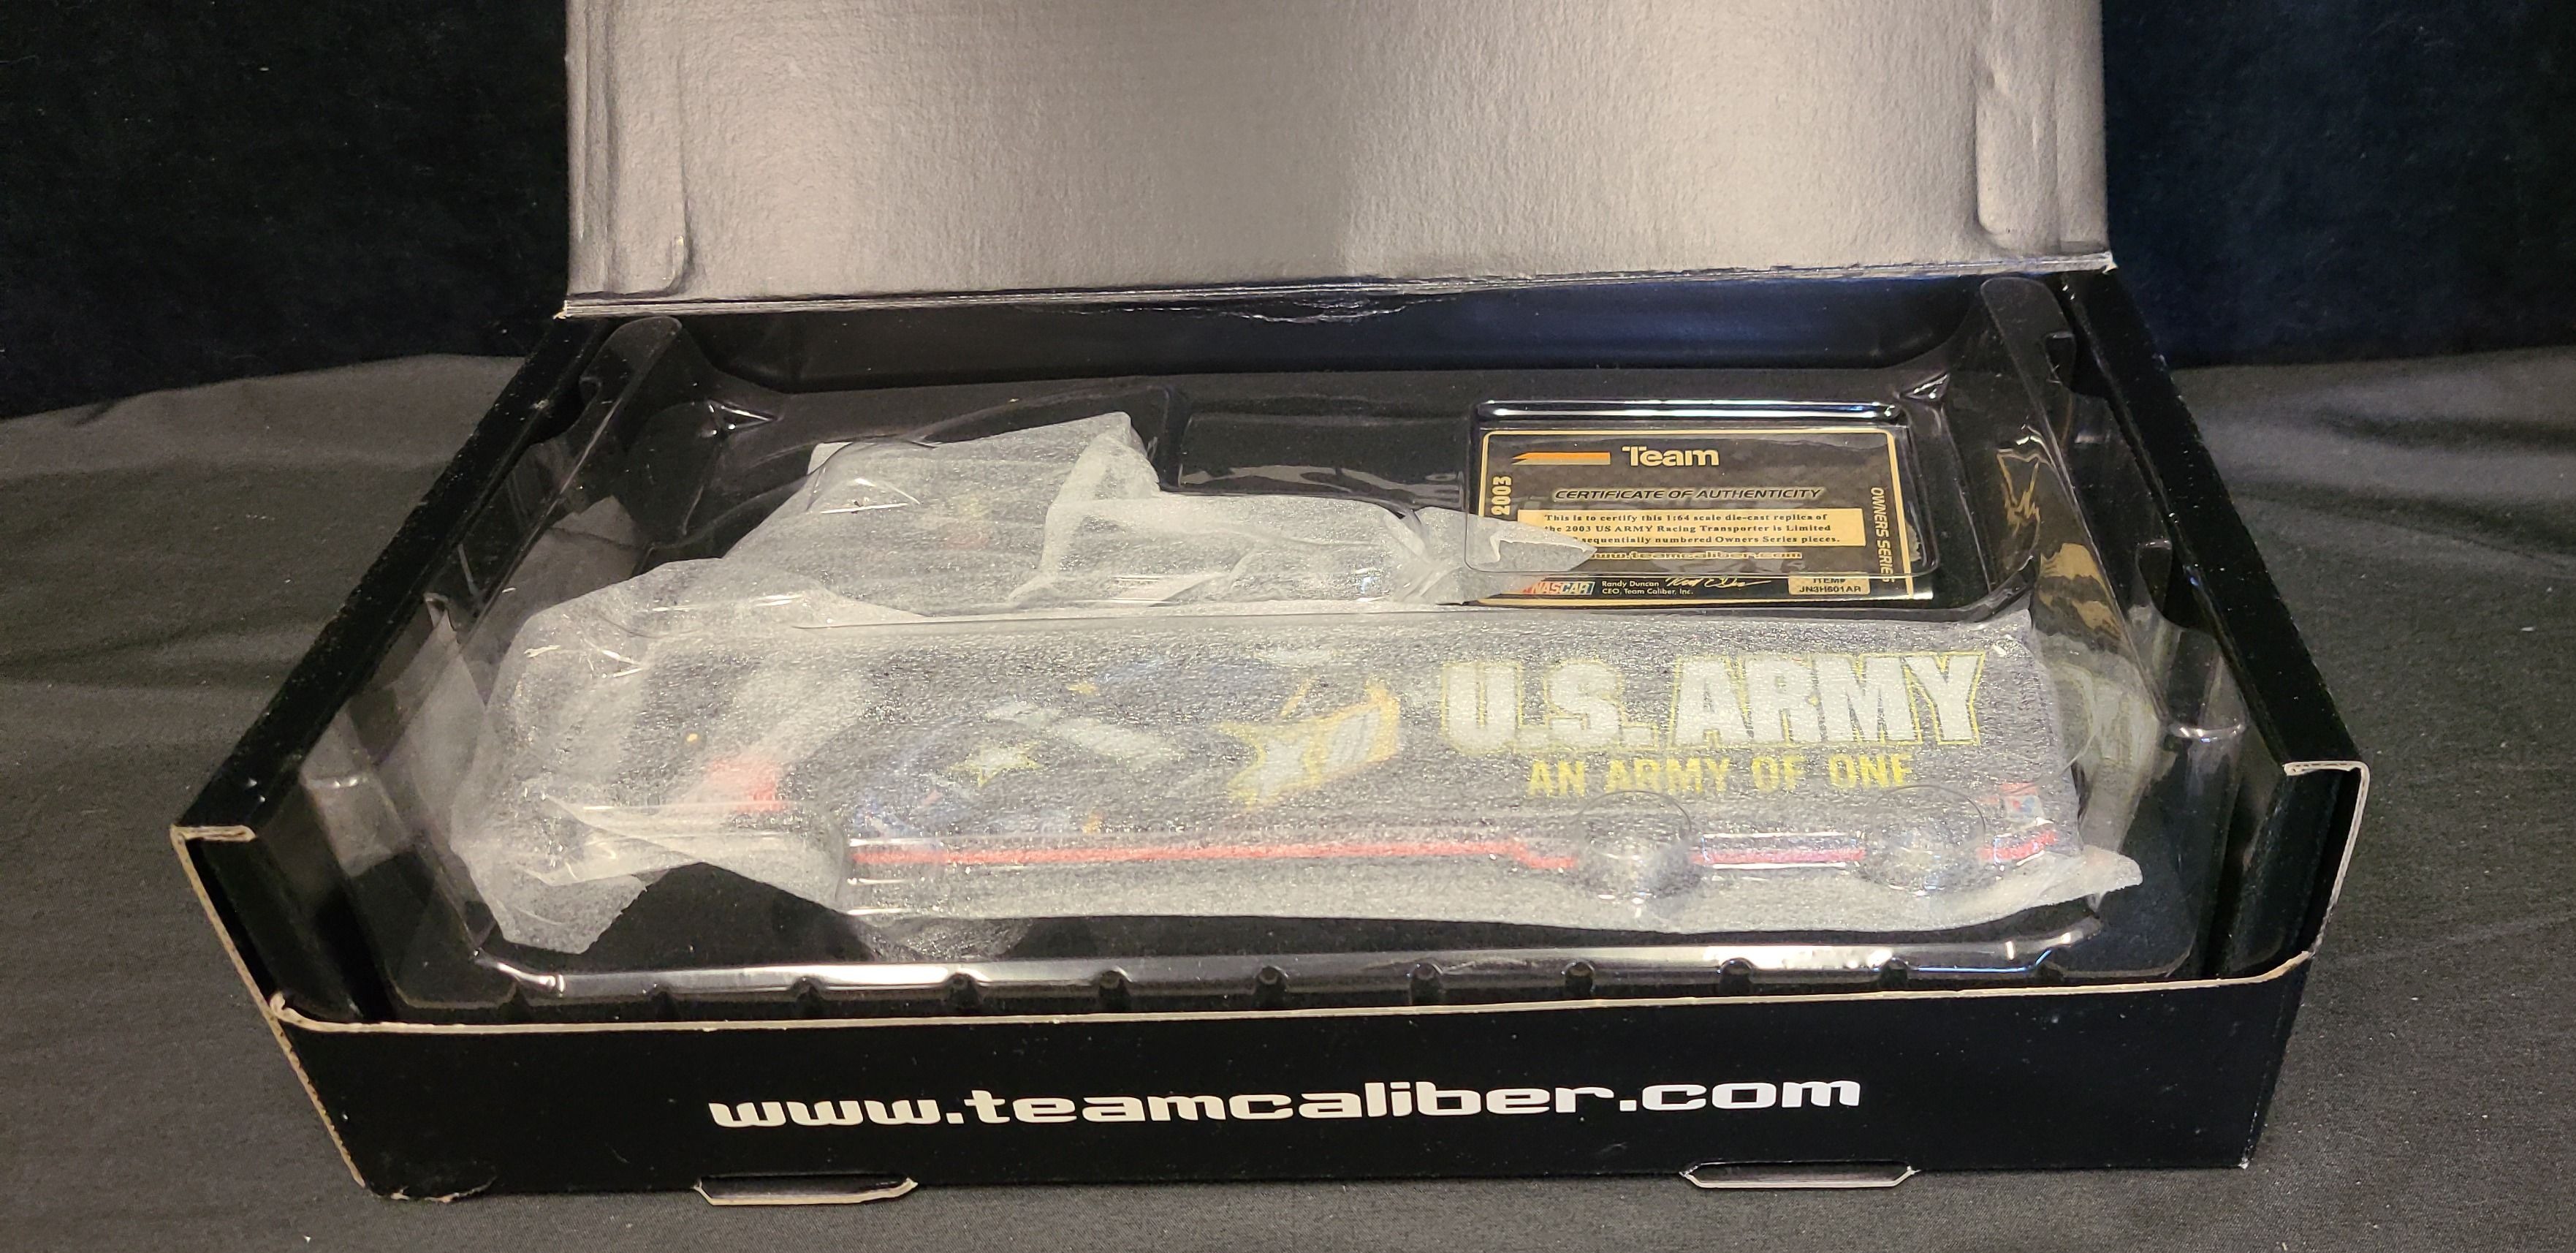 Team
2003
CERTIFICATE OF AUTHENTICITY
OWNERS SERIES
This is to certify this 1:64 scale die-cast replica of
the 2003 US ARMY Racing Transporter is Limited
sequentially numbered Owners Series pieces.
www.teamcaliber.com
NASCAR
Randy Duncan
CEO, Team Caliber, Inc.
ITEM#
JN3H601AR
U.S. ARMY
AN ARMY OF ONE
www.teamcaliber.com